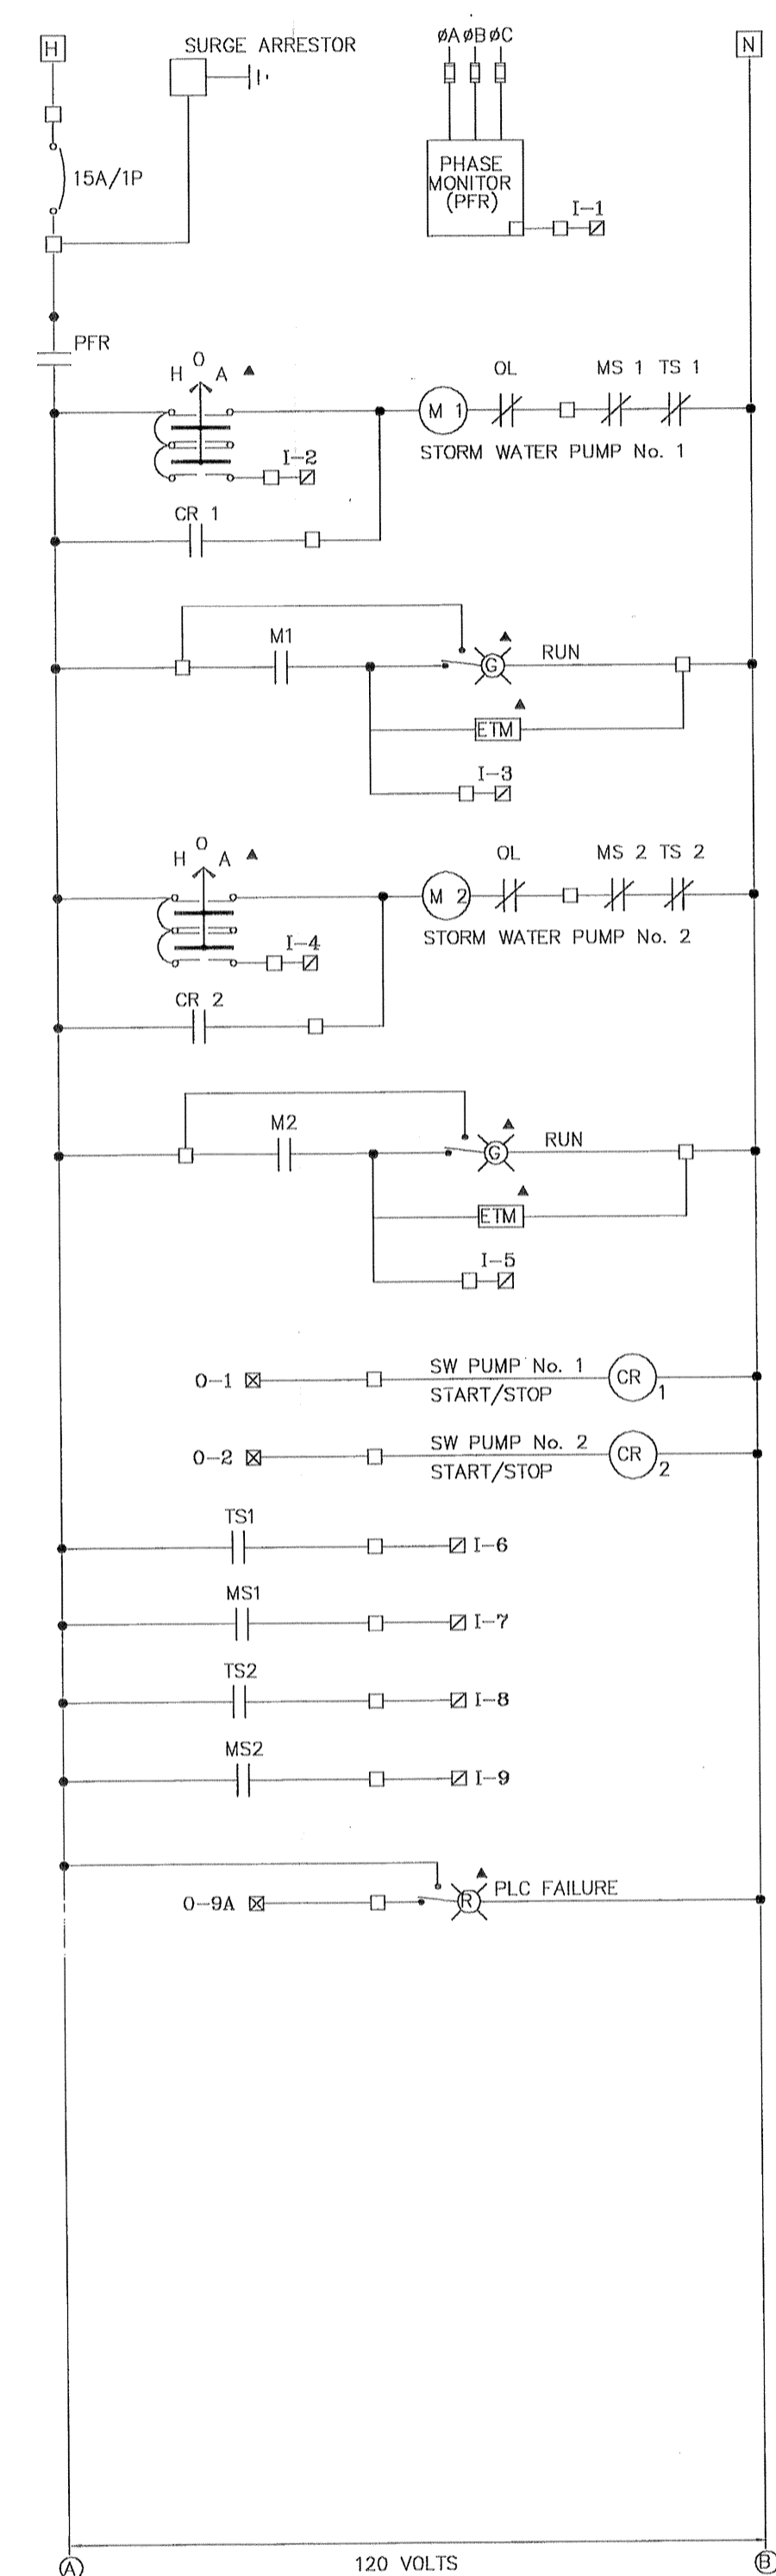 H
SURGE ARRESTOR
øA øB øC
N
15A/1P
PHASE
MONITOR
(PFR)
I-1
PFR
H O A
OL
MS 1 TS 1
M 1
I-2
STORM WATER PUMP No. 1
CR 1
M1
G
RUN
ETM
I-3
H O A
OL
MS 2 TS 2
M 2
I-4
STORM WATER PUMP No. 2
CR 2
M2
G
RUN
ETM
I-5
O-1
SW PUMP No. 1
START/STOP
CR
1
O-2
SW PUMP No. 2
START/STOP
CR
2
TS1
I-6
MS1
I-7
TS2
I-8
MS2
I-9
O-9A
R
PLC FAILURE
A
120 VOLTS
B